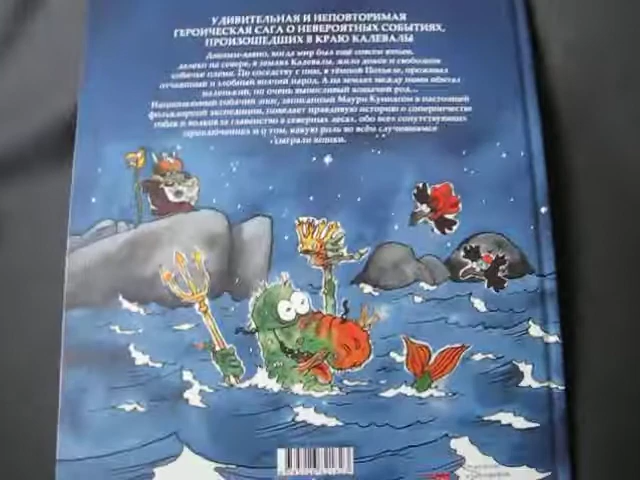 УДИВИТЕЛЬНАЯ И НЕПОВТОРИМАЯ
ГЕРОИЧЕСКАЯ САГА О НЕВЕРОЯТНЫХ СОБЫТИЯХ,
ПРОИЗОШЕДШИХ В КРАЮ КАЛЕВАЛЫ
Давным-давно, когда мир был ещё совсем юным,
далеко на севере, в землях Калевалы, жило дикое и свободное
собачье племя. По соседству с ним, в тёмной Похъёле, проживал
отчаянный и злобный волчий народ. А на землях между ними обитал
маленький, но очень выносливый кошачий род...
Национальный собачий эпос, записанный Маури Куннасом в настоящей
фольклорной экспедиции, поведает правдивую историю о соперничестве
собак и волков за главенство в северных лесах, обо всех сопутствующих
приключениях и о том, какую роль во всём случившемся
сыграли кошки.